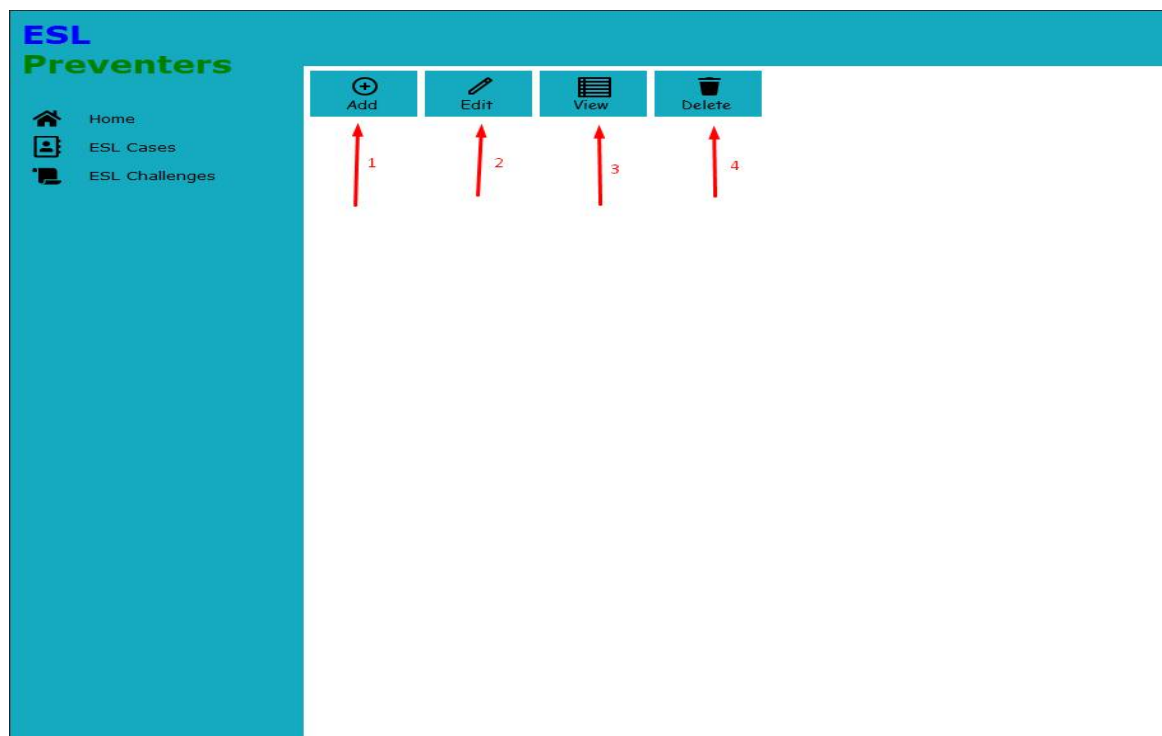 ESL
Preventers
Home
ESL Cases
ESL Challenges
Add Edit View Delete
1 2 3 4